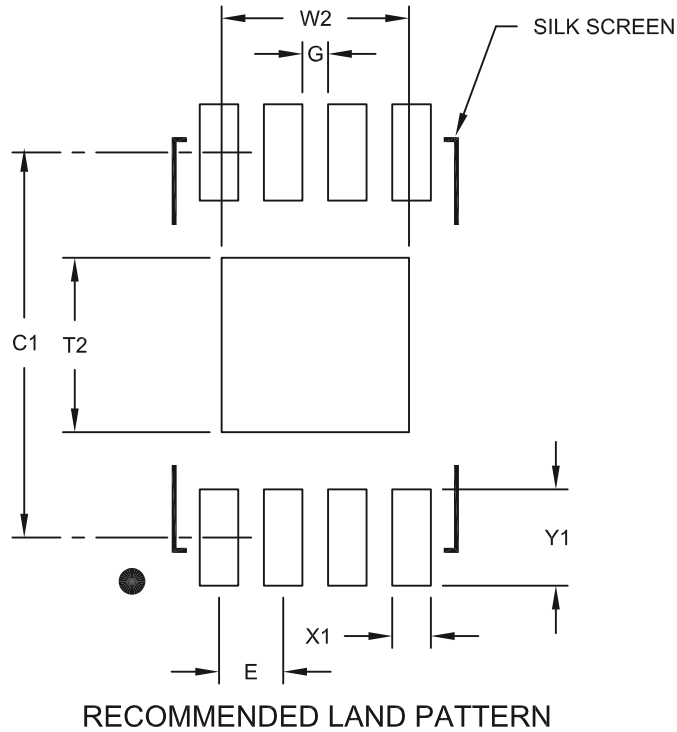 W2
SILK SCREEN
G
C1
T2
Y1
X1
E
RECOMMENDED LAND PATTERN